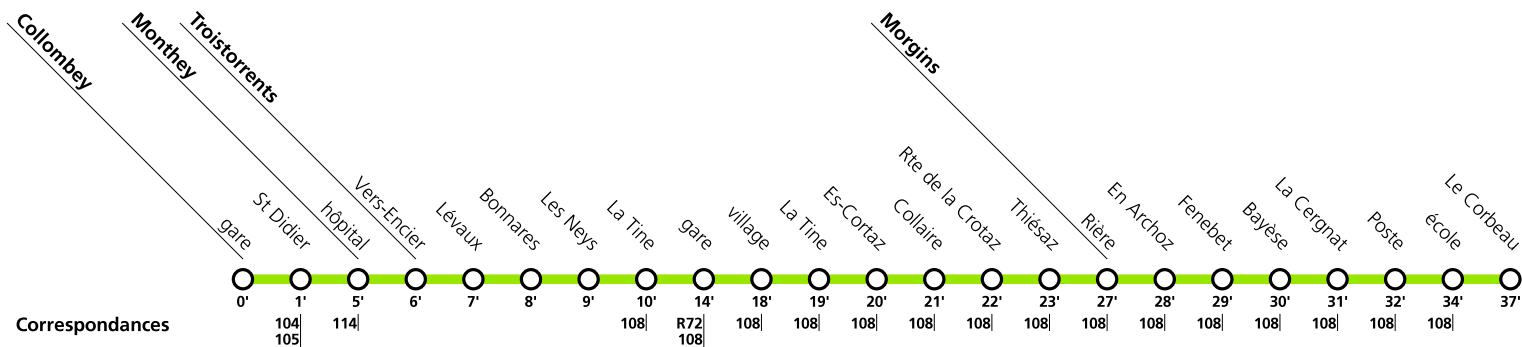 Collombey
Monthey
Troistorrents
Morgins
gare
St Didier
hôpital
Vers-Encier
Lévaux
Bonnares
Les Neys
La Tine
gare
village
La Tine
Es-Cortaz
Collaire
Rte de la Crotaz
Thiésaz
Rière
En Archoz
Fenebet
Bayèse
La Cergnat
Poste
école
Le Corbeau
0' 1' 5' 6' 7' 8' 9' 10' 14' 18' 19' 20' 21' 22' 23' 27' 28' 29' 30' 31' 32' 34' 37'
Correspondances 104 114 108 R72 108 108 108 108 108 108 108 108 108 108 108 108 108
105 108